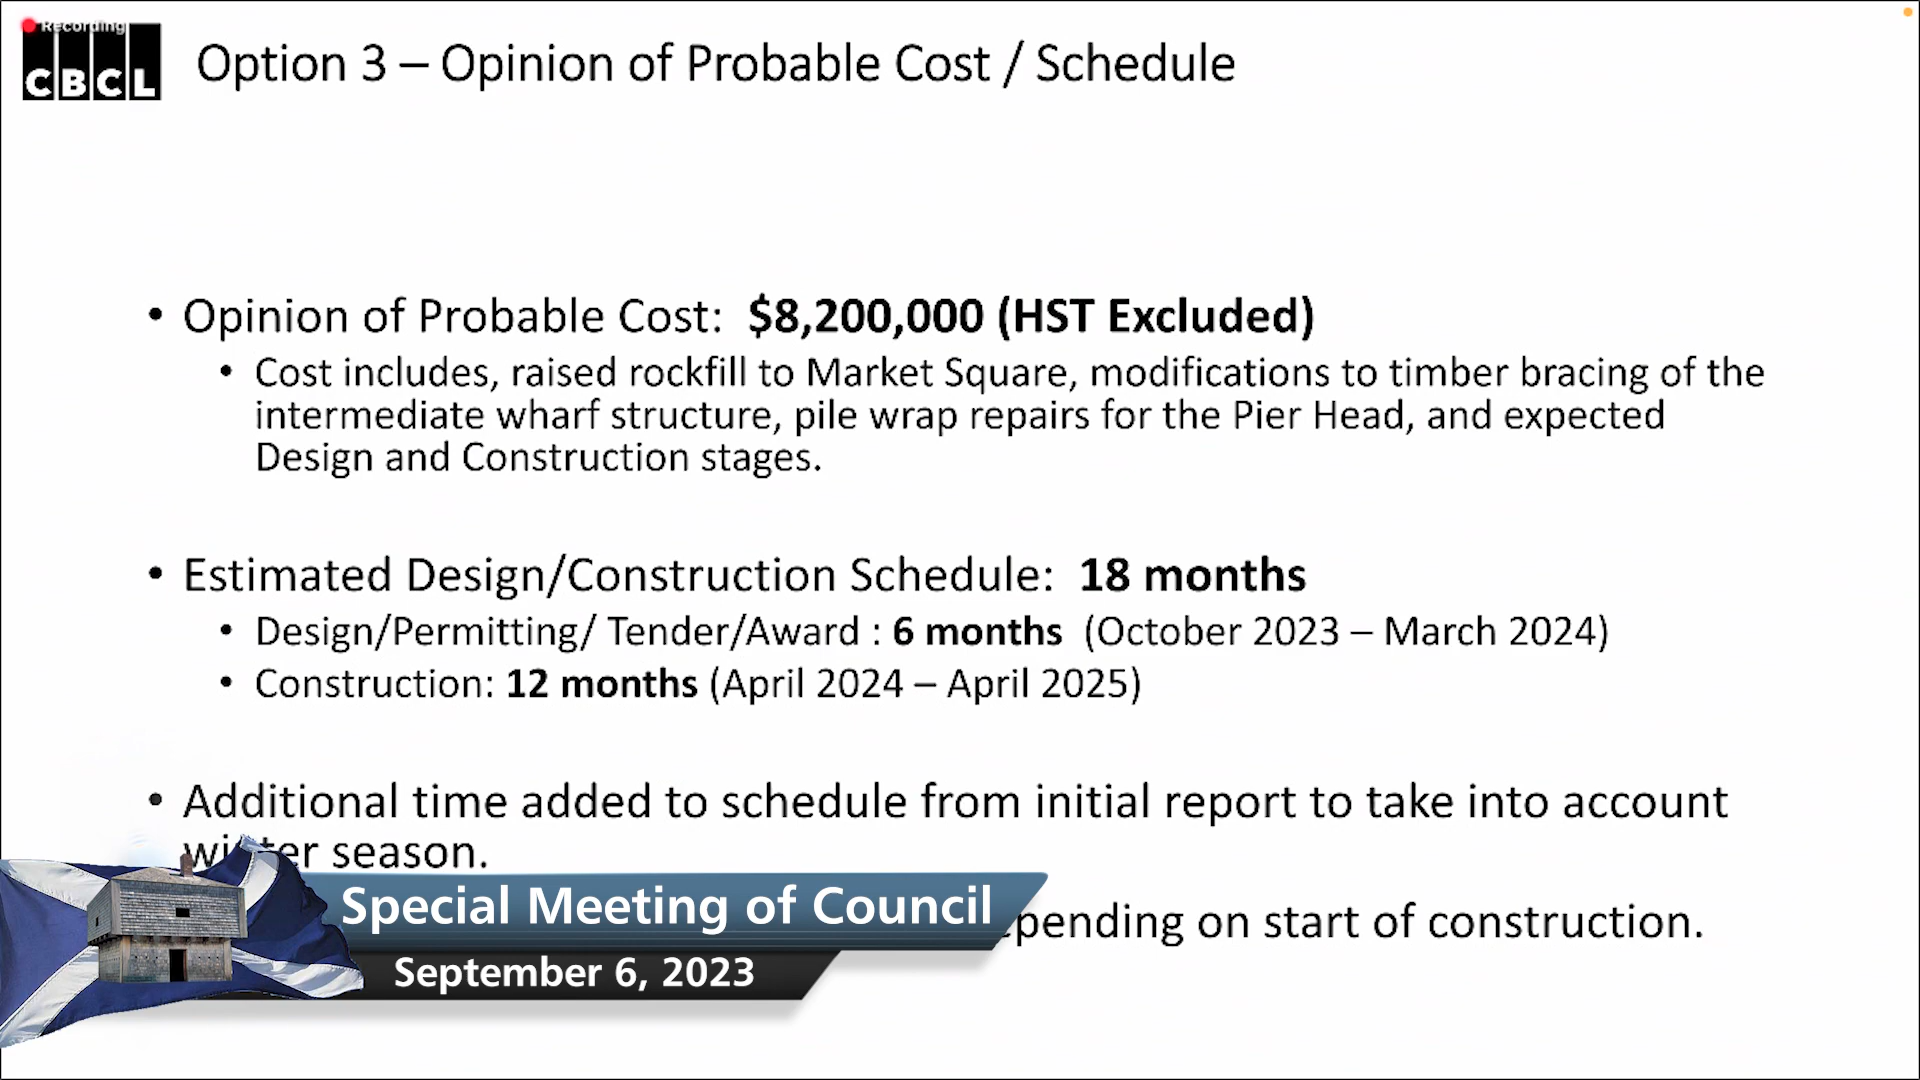 Recording
CBCL
Option 3 – Opinion of Probable Cost / Schedule
• Opinion of Probable Cost: $8,200,000 (HST Excluded)
• Cost includes, raised rockfill to Market Square, modifications to timber bracing of the
intermediate wharf structure, pile wrap repairs for the Pier Head, and expected
Design and Construction stages.
• Estimated Design/Construction Schedule: 18 months
• Design/Permitting/ Tender/Award : 6 months (October 2023 – March 2024)
• Construction: 12 months (April 2024 – April 2025)
• Additional time added to schedule from initial report to take into account
winter season.
on start of construction.
Special Meeting of Council
September 6, 2023